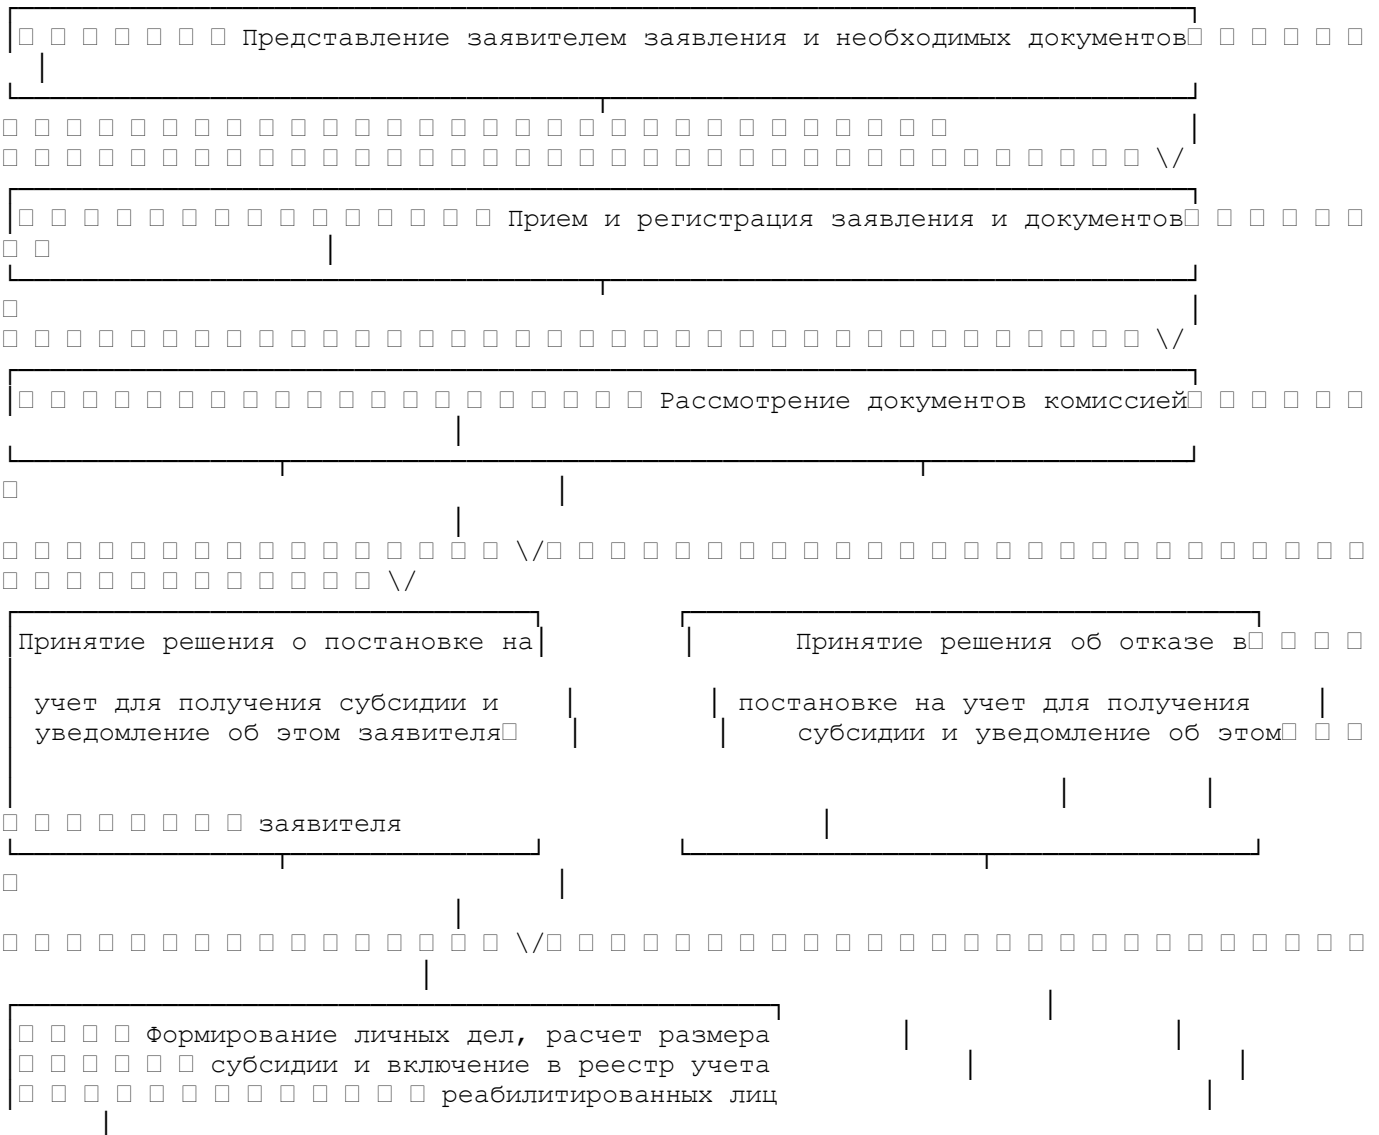 Представление заявителем заявления и необходимых документов
\/
Прием и регистрация заявления и документов
\/
Рассмотрение документов комиссией
\/ \/
Принятие решения о постановке на Принятие решения об отказе в
учет для получения субсидии и постановке на учет для получения
уведомление об этом заявителя субсидии и уведомление об этом
заявителя
\/
Формирование личных дел, расчет размера
субсидии и включение в реестр учета
реабилитированных лиц